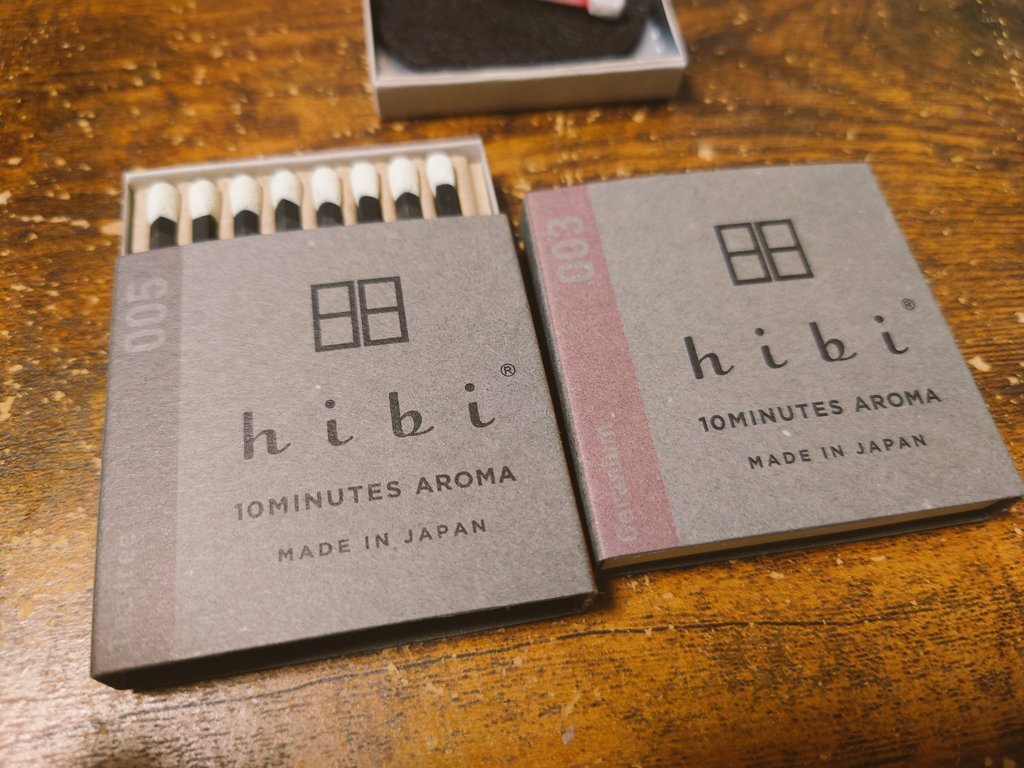 005
hibi®
10MINUTES AROMA
MADE IN JAPAN
003
hibi®
10MINUTES AROMA
MADE IN JAPAN